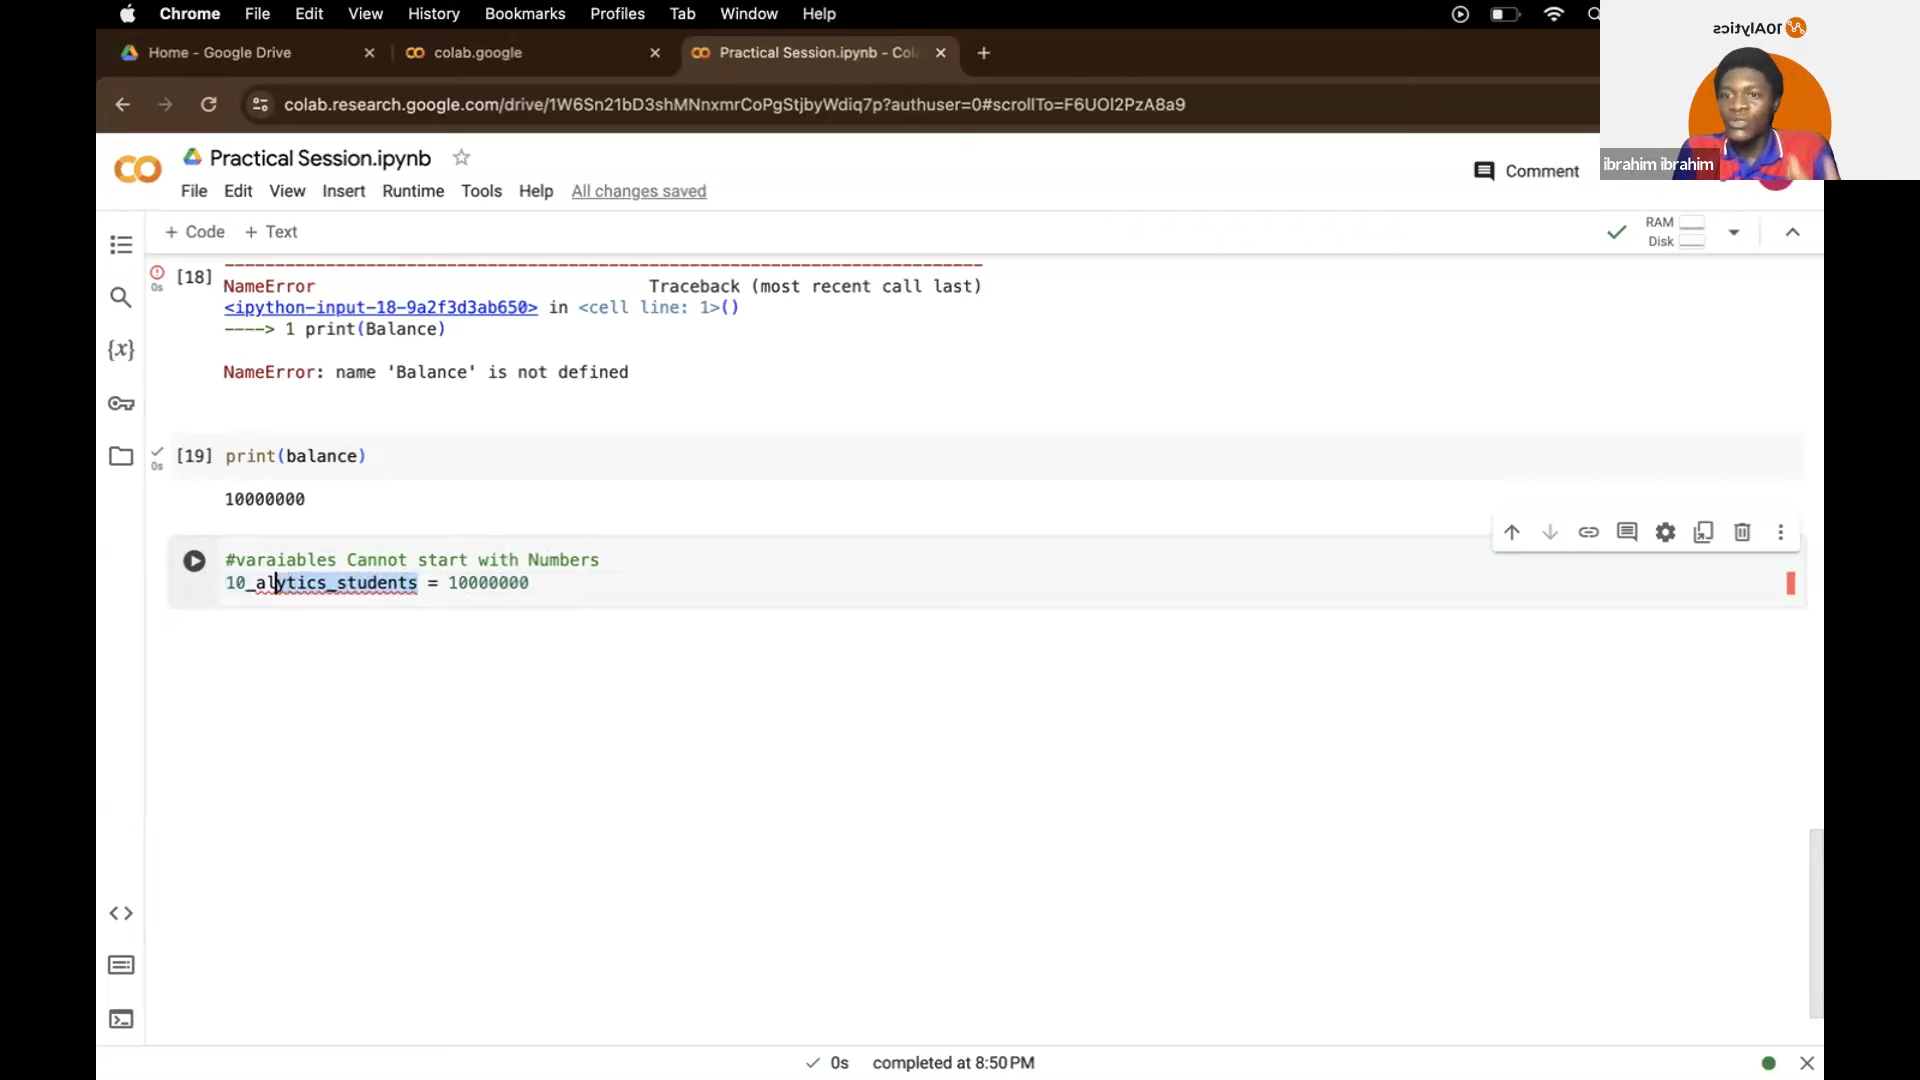 Chrome File Edit View History Bookmarks Profiles Tab Window Help
Home - Google Drive
colab.google
Practical Session.ipynb - Col
colab.research.google.com/drive/1W6Sn21bD3shMNnxmrCoPgStjbyWdiq7p?authuser=0#scrollTo=F6UOl2PzA8a9
10Alytics
ibrahim ibrahim
Practical Session.ipynb
Comment
File Edit View Insert Runtime Tools Help All changes saved
+ Code + Text
RAM
Disk
[18]
0s
NameError Traceback (most recent call last)
<ipython-input-18-9a2f3d3ab650> in <cell line: 1>()
----> 1 print(Balance)
NameError: name 'Balance' is not defined
[19] print(balance)
0s
10000000
#varaiables Cannot start with Numbers
10_alytics_students = 10000000
0s completed at 8:50 PM